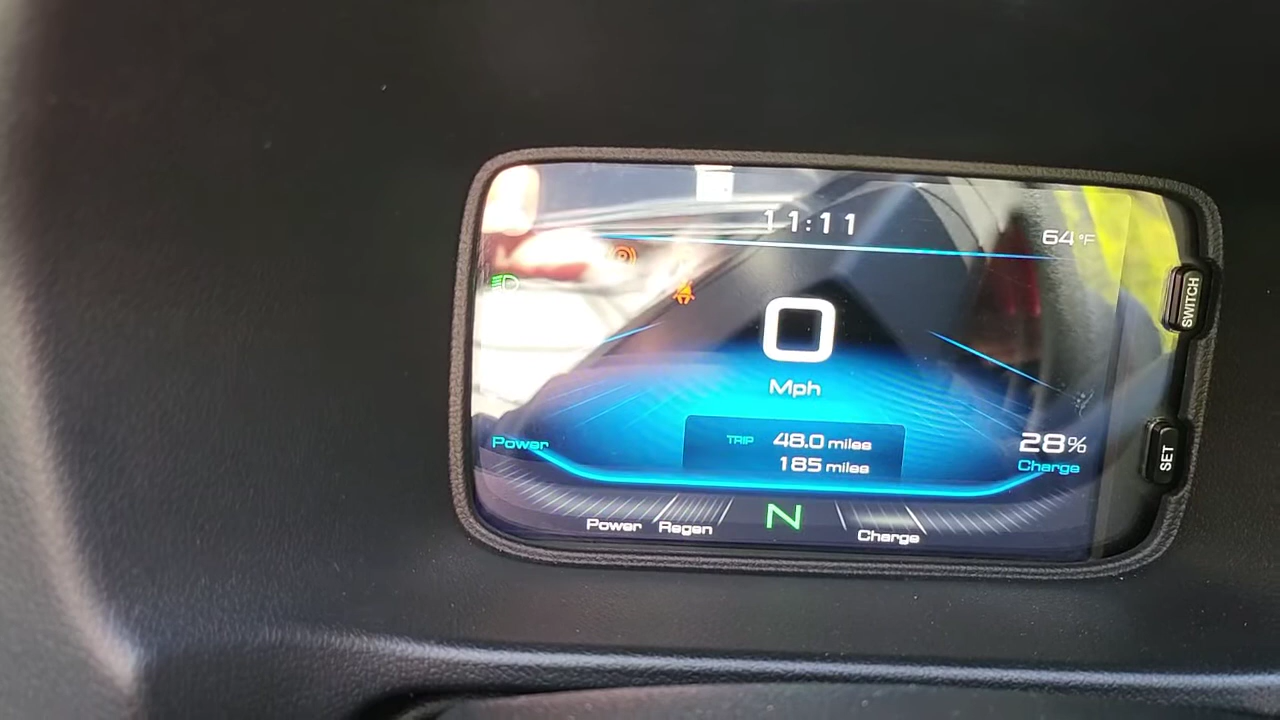 11:11
64°F
0
Mph
Power
TRIP 48.0 miles
185 miles
28%
Charge
Power Regen
N
Charge
SWITCH
SET